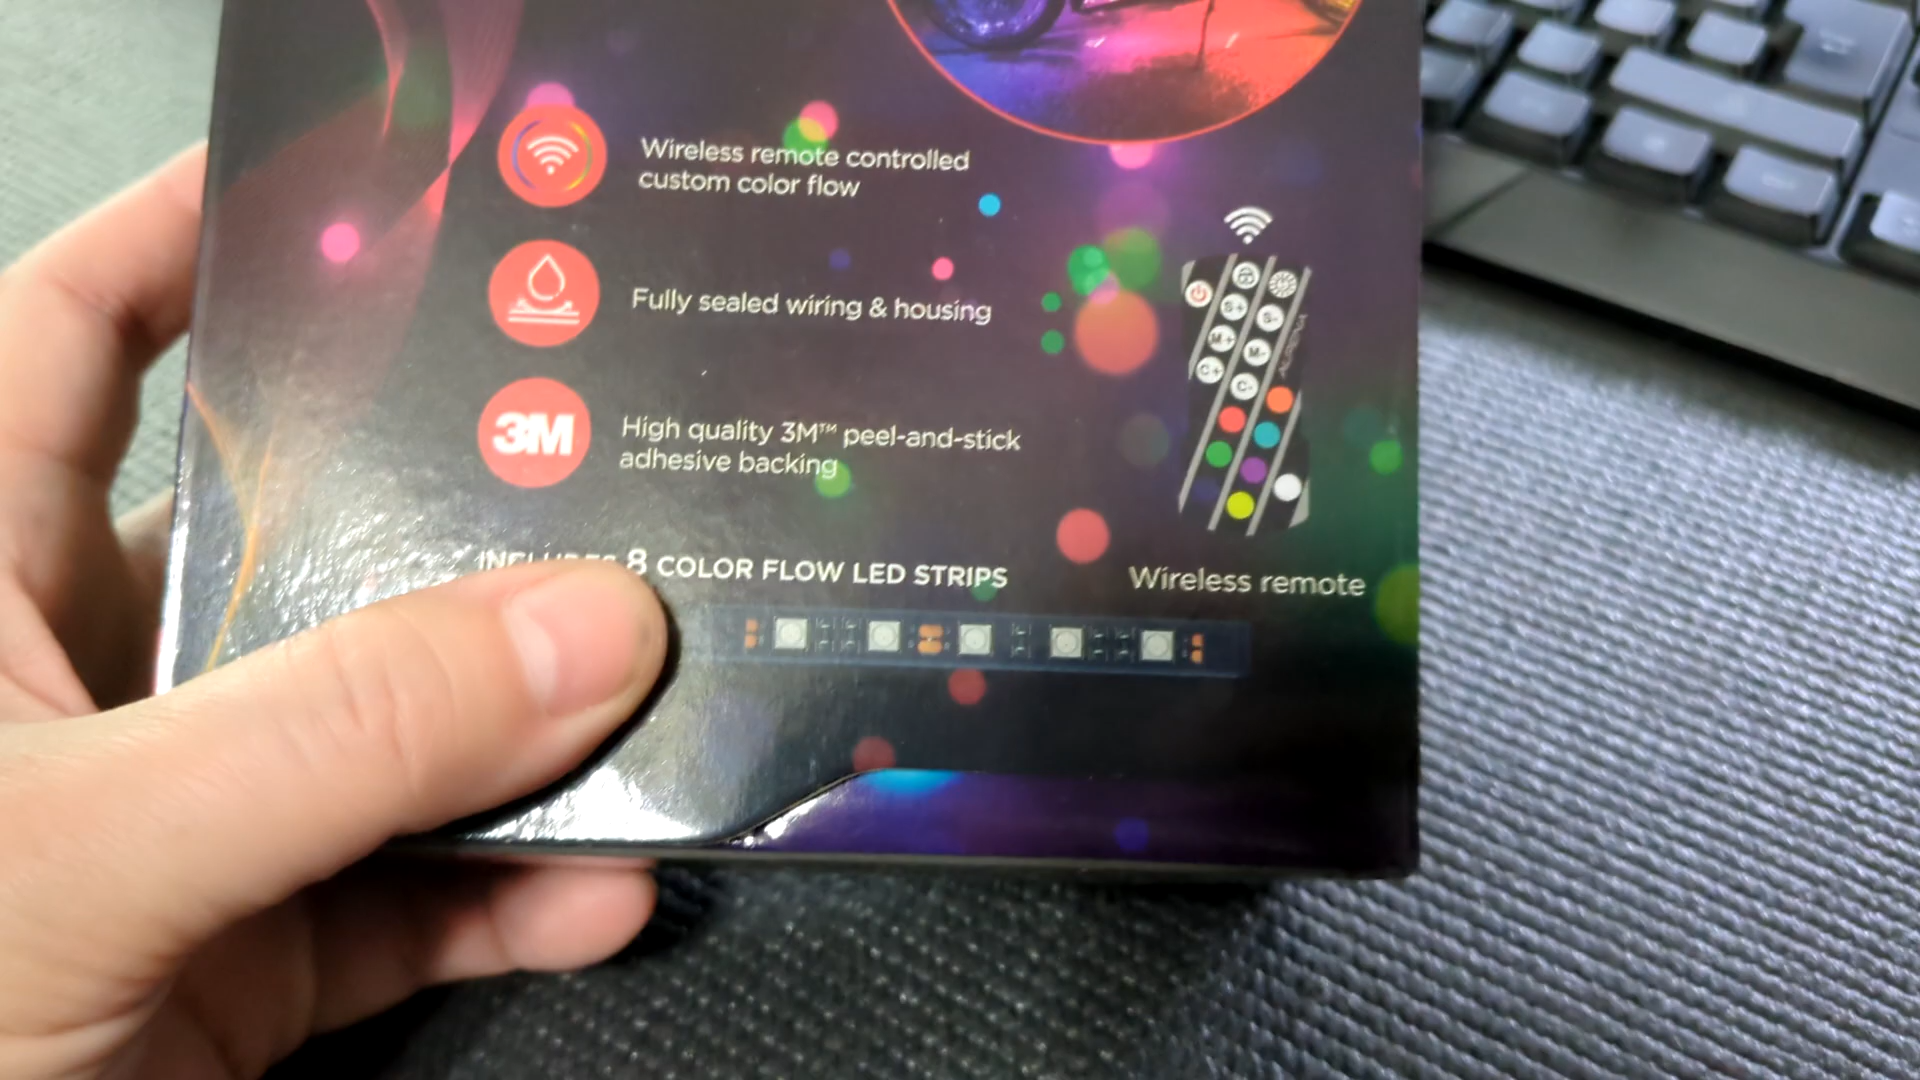 Wireless remote controlled
custom color flow
Fully sealed wiring & housing
3M
High quality 3M™ peel-and-stick
adhesive backing
S+
S-
M+
M-
C+
C-
INCLUDES 8 COLOR FLOW LED STRIPS
Wireless remote